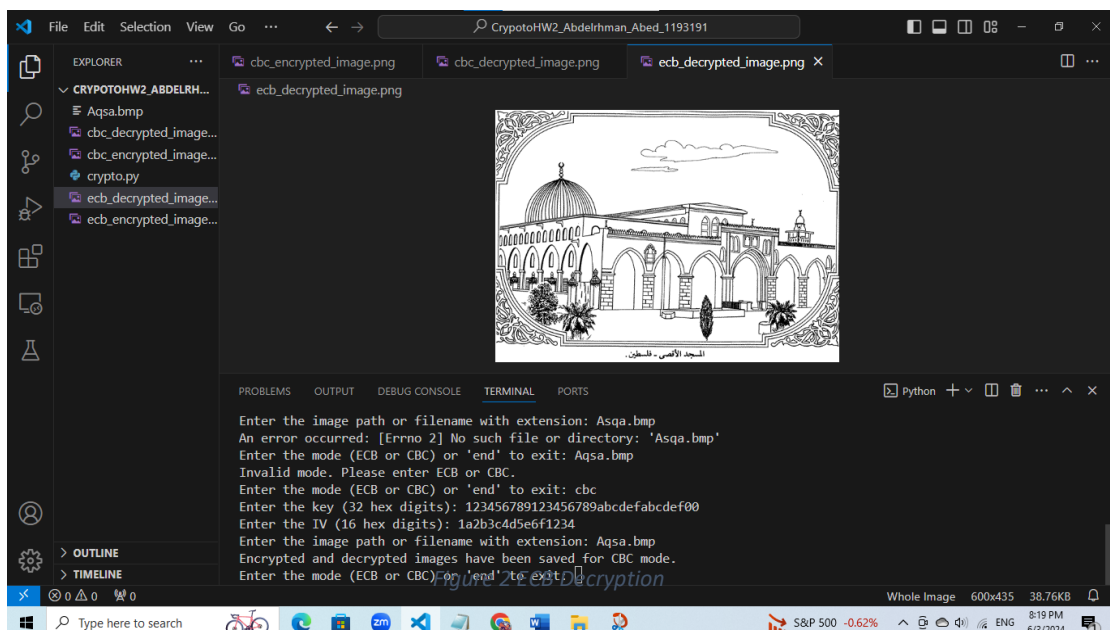 File Edit Selection View Go ··· CrypotoHW2_Abdelrhman_Abed_1193191
EXPLORER ···
cbc_encrypted_image.png cbc_decrypted_image.png ecb_decrypted_image.png
CRYPOTOHW2_ABDELRH...
ecb_decrypted_image.png
Aqsa.bmp
cbc_decrypted_image...
cbc_encrypted_image...
crypto.py
ecb_decrypted_image...
ecb_encrypted_image...
المسجد الأقصى ـ فلسطين .
PROBLEMS OUTPUT DEBUG CONSOLE TERMINAL PORTS Python
Enter the image path or filename with extension: Asqa.bmp
An error occurred: [Errno 2] No such file or directory: 'Asqa.bmp'
Enter the mode (ECB or CBC) or 'end' to exit: Aqsa.bmp
Invalid mode. Please enter ECB or CBC.
Enter the mode (ECB or CBC) or 'end' to exit: cbc
Enter the key (32 hex digits): 123456789123456789abcdefabcdef00
Enter the IV (16 hex digits): 1a2b3c4d5e6f1234
Enter the image path or filename with extension: Aqsa.bmp
Encrypted and decrypted images have been saved for CBC mode.
Enter the mode (ECB or CBC) or 'end' to exit:
Figure 2 ECB Decryption
OUTLINE
TIMELINE
0 0 0 Whole Image 600x435 38.76KB
Type here to search S&P 500 -0.62% ENG 8:19 PM
6/2/2024